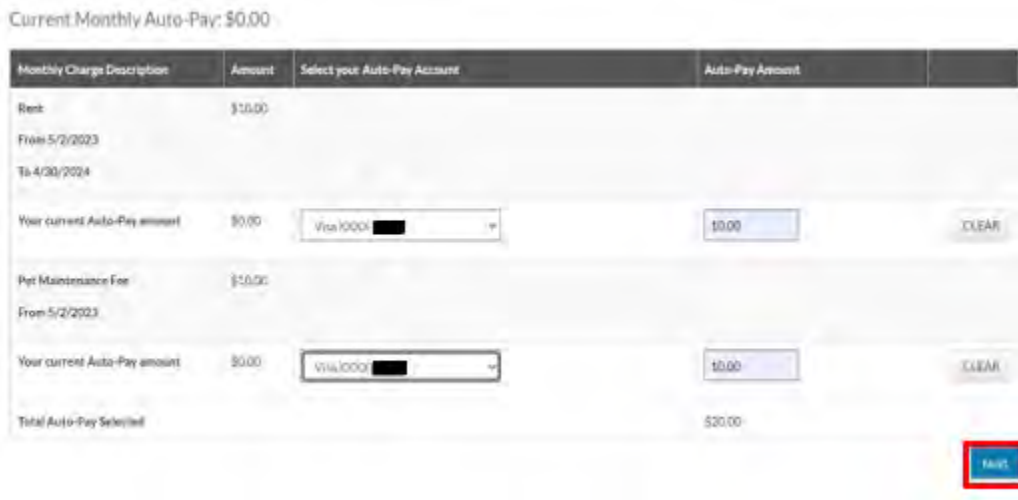 Current Monthly Auto-Pay: $0.00
Monthly Charge Description Amount Select your Auto-Pay Account Auto-Pay Amount
Rent $10.00
From 5/2/2023
To 4/30/2024
Your current Auto-Pay amount $0.00 Visa 10.00 CLEAR
Pet Maintenance Fee $10.00
From 5/2/2023
Your current Auto-Pay amount $0.00 Visa 10.00 CLEAR
Total Auto-Pay Selected $20.00
Next